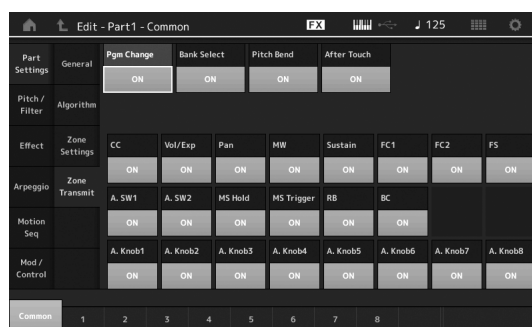 Edit - Part1 - Common FX ♩ 125
Part Settings
General
Pgm Change Bank Select Pitch Bend After Touch
ON ON ON ON
Pitch / Filter
Algorithm
Effect
Zone Settings
CC Vol/Exp Pan MW Sustain FC1 FC2 FS
ON ON ON ON ON ON ON ON
Arpeggio
Zone Transmit
A. SW1 A. SW2 MS Hold MS Trigger RB BC
ON ON ON ON ON ON
Motion Seq
Mod / Control
A. Knob1 A. Knob2 A. Knob3 A. Knob4 A. Knob5 A. Knob6 A. Knob7 A. Knob8
ON ON ON ON ON ON ON ON
Common 1 2 3 4 5 6 7 8